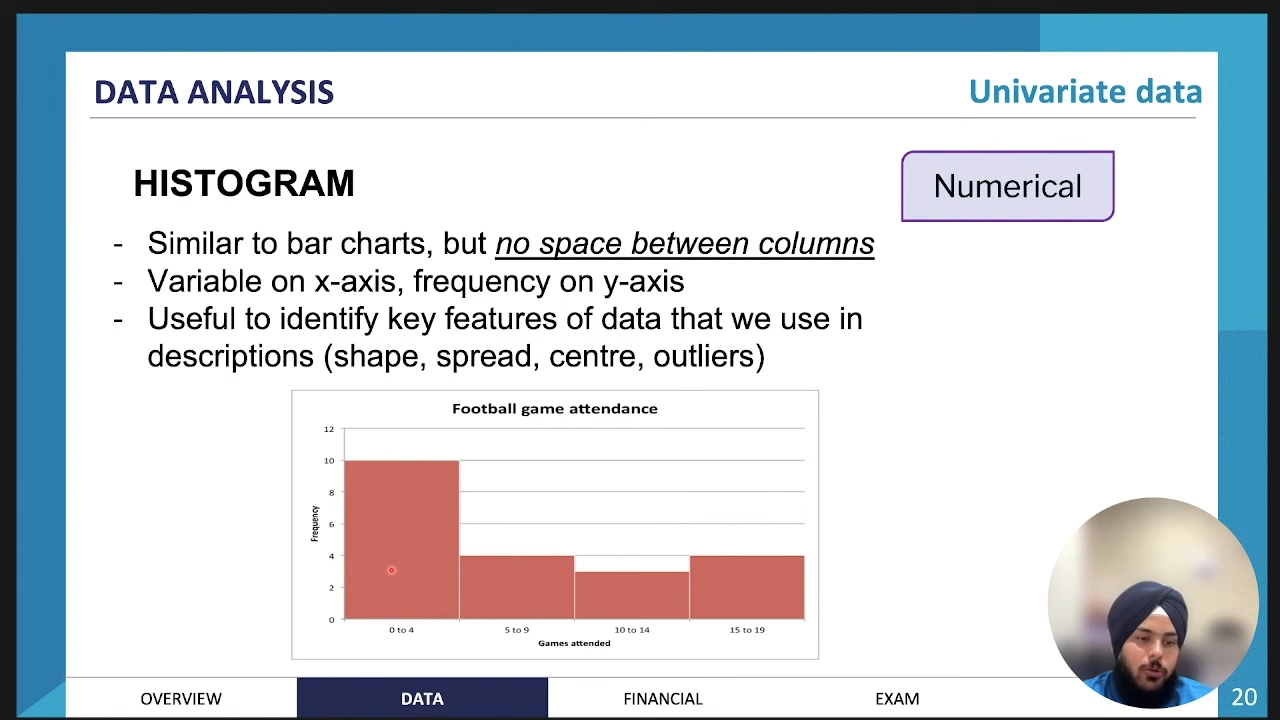 DATA ANALYSIS
Univariate data
HISTOGRAM
Numerical
- Similar to bar charts, but no space between columns
- Variable on x-axis, frequency on y-axis
- Useful to identify key features of data that we use in
descriptions (shape, spread, centre, outliers)
Football game attendance
12
10
8
6
4
2
0
Frequency
0 to 4
5 to 9
10 to 14
15 to 19
Games attended
OVERVIEW
DATA
FINANCIAL
EXAM
20